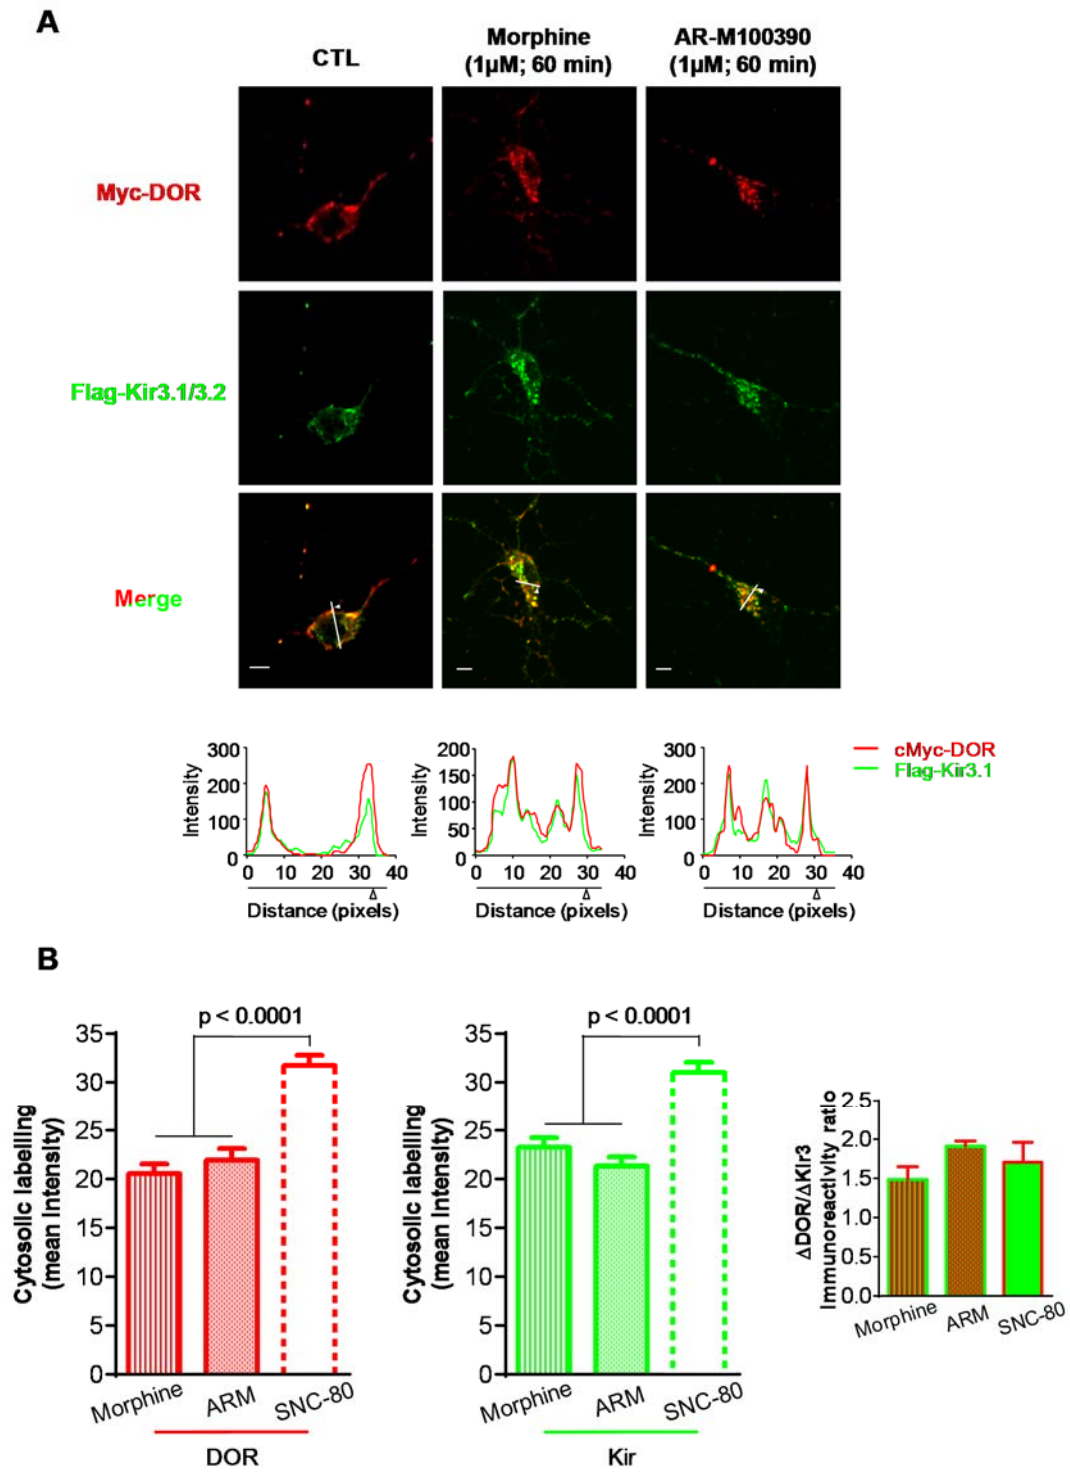 A
CTL
Morphine
(1µM; 60 min)
AR-M100390
(1µM; 60 min)
Myc-DOR
Flag-Kir3.1/3.2
Merge
300
200
100
0
Intensity
0 10 20 30 40
Distance (pixels)
200
150
100
50
0
Intensity
0 10 20 30 40
Distance (pixels)
300
200
100
0
Intensity
0 10 20 30 40
Distance (pixels)
cMyc-DOR
Flag-Kir3.1
B
p < 0.0001
35
30
25
20
15
10
5
0
Cytosolic labelling
(mean Intensity)
Morphine ARM SNC-80
DOR
p < 0.0001
35
30
25
20
15
10
5
0
Cytosolic labelling
(mean Intensity)
Morphine ARM SNC-80
Kir
2.5
2.0
1.5
1.0
0.5
0.0
ΔDOR/ΔKir3
Immunoreactivity ratio
Morphine ARM SNC-80